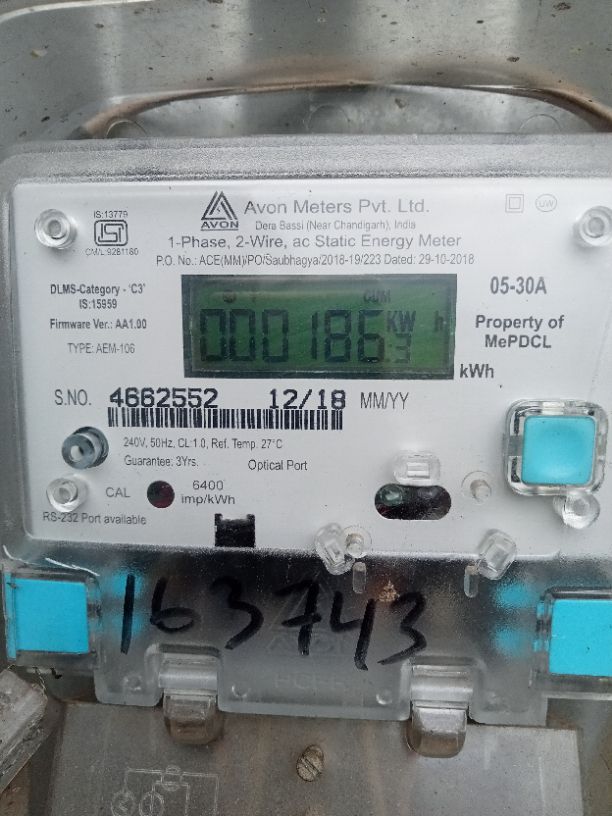 IS:13779
ISI
CM/L:9281180
AVON
Avon Meters Pvt. Ltd.
Dera Bassi (Near Chandigarh), India
UW
1-Phase, 2-Wire, ac Static Energy Meter
P.O. No.: ACE(MM)/PO/Saubhagya/2018-19/223 Dated: 29-10-2018
DLMS-Category - 'C3'
IS:15959
Firmware Ver.: AA1.00
TYPE: AEM-106
CUM
000186.3 KW h
kWh
05-30A
Property of
MePDCL
S.NO. 4662552 12/18 MM/YY
240V, 50Hz, CL 1.0, Ref. Temp. 27°C
Guarantee: 3Yrs. Optical Port
CAL 6400
imp/kWh
RS-232 Port available
163743
AVON